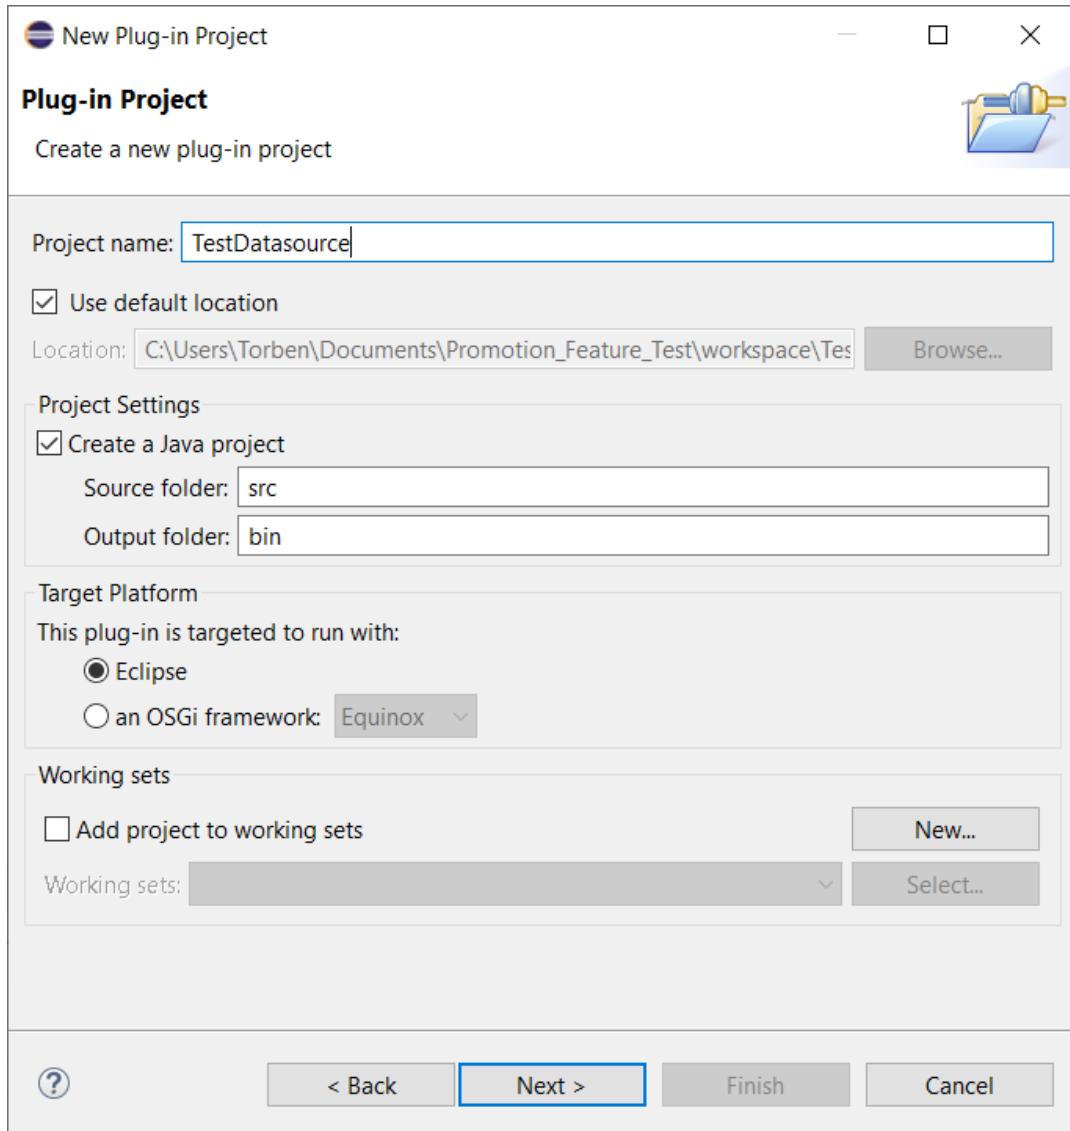 New Plug-in Project
Plug-in Project
Create a new plug-in project
Project name: TestDatasource
Use default location
Location: C:\Users\Torben\Documents\Promotion_Feature_Test\workspace\Tes Browse...
Project Settings
Create a Java project
Source folder: src
Output folder: bin
Target Platform
This plug-in is targeted to run with:
Eclipse
an OSGi framework: Equinox
Working sets
Add project to working sets New...
Working sets: Select...
? < Back Next > Finish Cancel